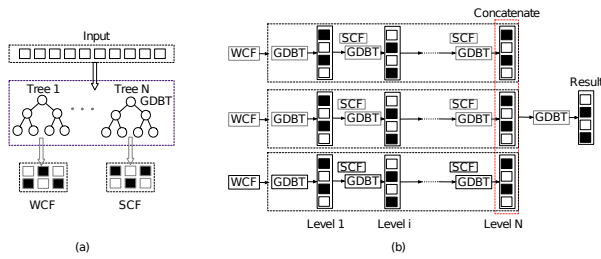 Input
Tree 1
Tree N
GDBT
WCF
SCF
(a)
Concatenate
WCF
GDBT
SCF
GDBT
SCF
GDBT
WCF
GDBT
SCF
GDBT
SCF
GDBT
GDBT
Result
WCF
GDBT
SCF
GDBT
SCF
GDBT
Level 1
Level i
Level N
(b)